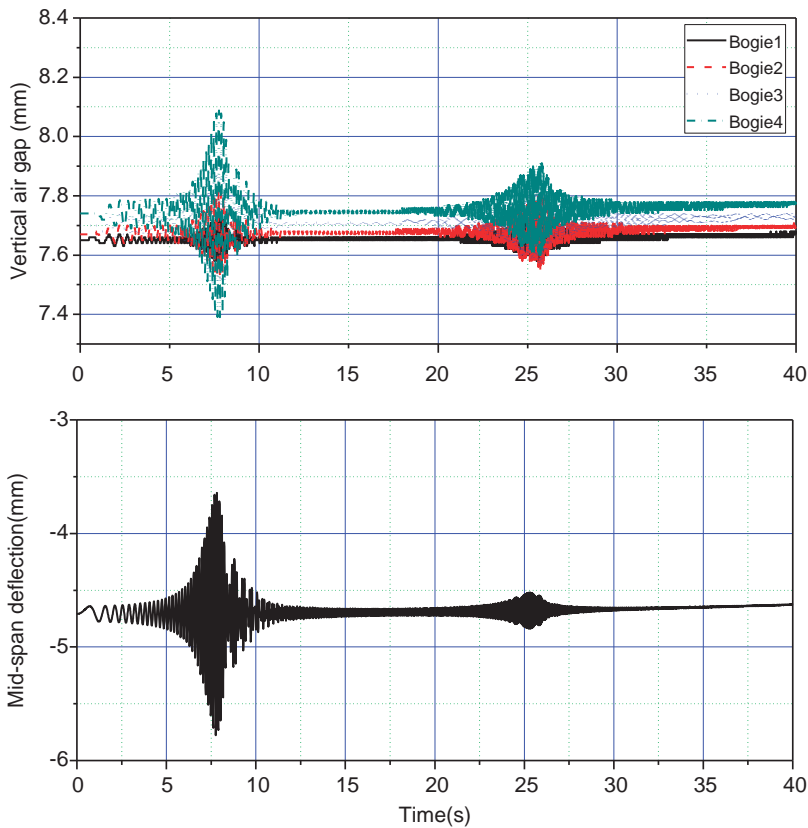 8.4
8.2
8.0
7.8
7.6
7.4
Vertical air gap (mm)
Bogie1
Bogie2
Bogie3
Bogie4
0 5 10 15 20 25 30 35 40
-3
-4
-5
-6
Mid-span deflection(mm)
0 5 10 15 20 25 30 35 40
Time(s)